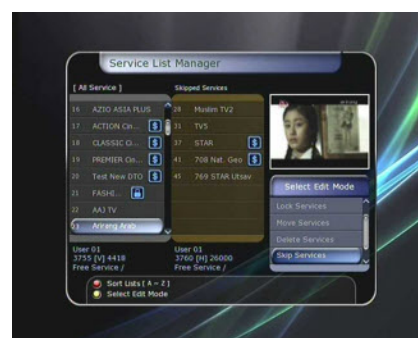 Service List Manager
[ All Service ]
Skipped Services
16 AZIO ASIA PLUS
17 ACTION Cin... $
18 CLASSIC Ci... $
19 PREMIER Cin... $
20 Test New DTO $
21 FASHI...
22 AAJ TV
23 Arirang Arab
28 Muslim TV2
31 TV5
37 STAR $
41 708 Nat. Geo $
45 769 STAR Utsav
arirang
Select Edit Mode
Lock Services
Move Services
Delete Services
Skip Services
User 01
3755 [V] 4418
Free Service /
User 01
3760 [H] 26000
Free Service /
Sort Lists [ A - Z ]
Select Edit Mode